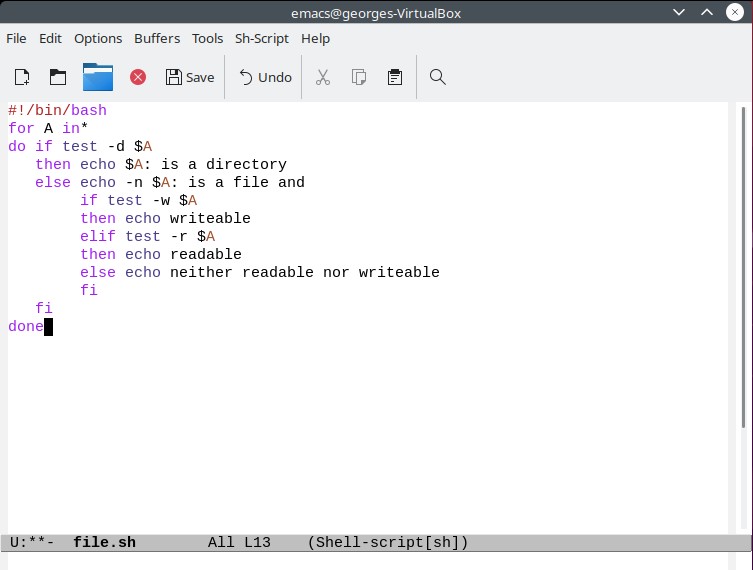 emacs@georges-VirtualBox
File Edit Options Buffers Tools Sh-Script Help
Save Undo
#!/bin/bash
for A in*
do if test -d $A
   then echo $A: is a directory
   else echo -n $A: is a file and
        if test -w $A
        then echo writeable
        elif test -r $A
        then echo readable
        else echo neither readable nor writeable
        fi
   fi
done
U:**-  file.sh        All L13    (Shell-script[sh])